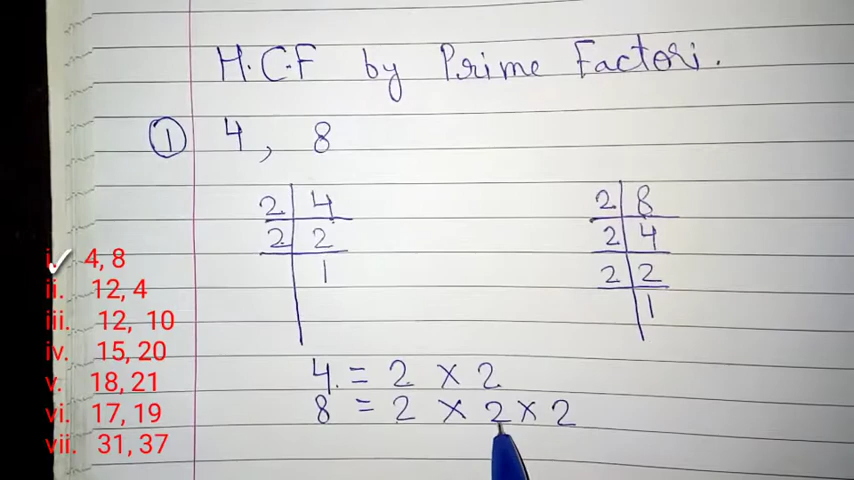 H.C.F by Prime Factori.
① 4, 8
2 4
2 2
1
2 8
2 4
2 2
1
4 = 2 × 2
8 = 2 × 2 × 2
i. 4, 8
ii. 12, 4
iii. 12, 10
iv. 15, 20
v. 18, 21
vi. 17, 19
vii. 31, 37